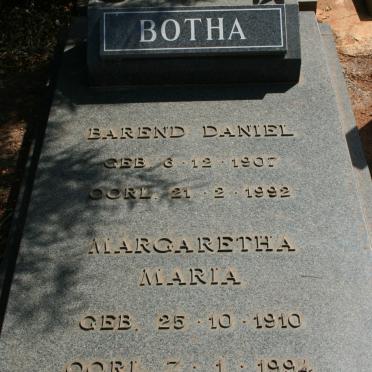 BOTHA
BAREND DANIEL
GEB. 6·12·1907
OORL. 21·2·1992
MARGARETHA
MARIA
GEB. 25·10·1910
OORL. 7·1·1994